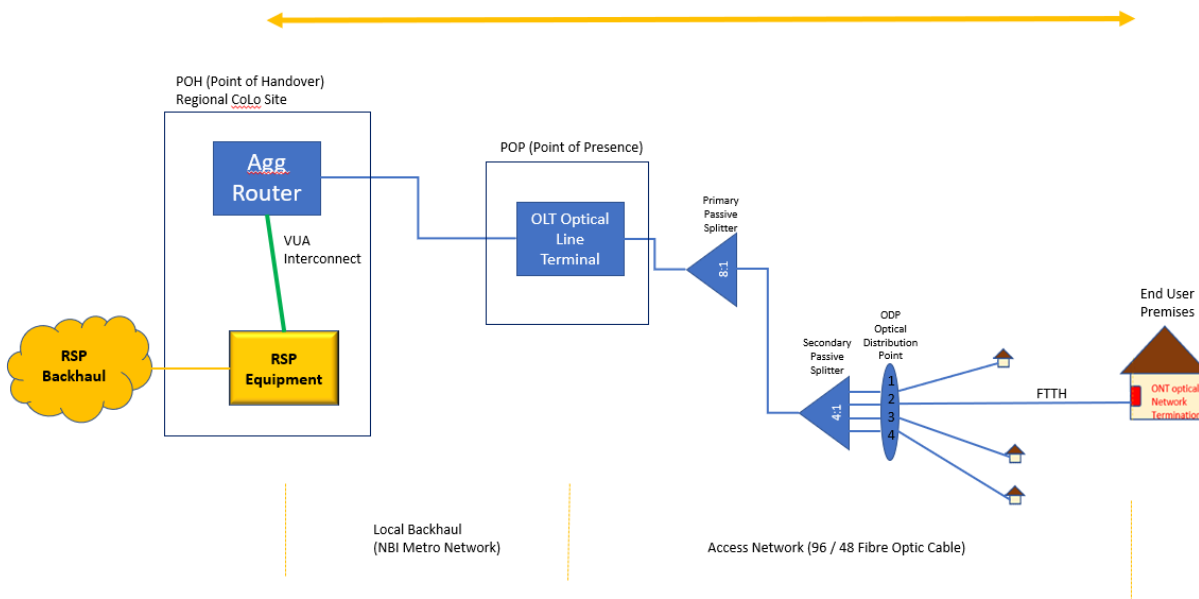 POH (Point of Handover)
Regional CoLo Site
Agg
Router
VUA
Interconnect
RSP
Backhaul
RSP
Equipment
POP (Point of Presence)
OLT Optical
Line
Terminal
Primary
Passive
Splitter
8:1
Secondary
Passive
Splitter
4:1
ODP
Optical
Distribution
Point
1
2
3
4
FTTH
End User
Premises
ONT optical
Network
Termination
Local Backhaul
(NBI Metro Network)
Access Network (96 / 48 Fibre Optic Cable)